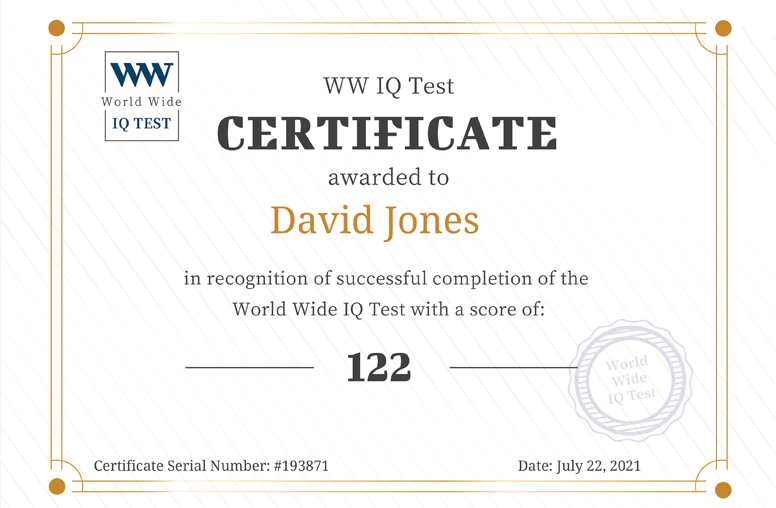 WW
World Wide
IQ TEST
WW IQ Test
CERTIFICATE
awarded to
David Jones
in recognition of successful completion of the
World Wide IQ Test with a score of:
122
World
Wide
IQ Test
Certificate Serial Number: #193871
Date: July 22, 2021